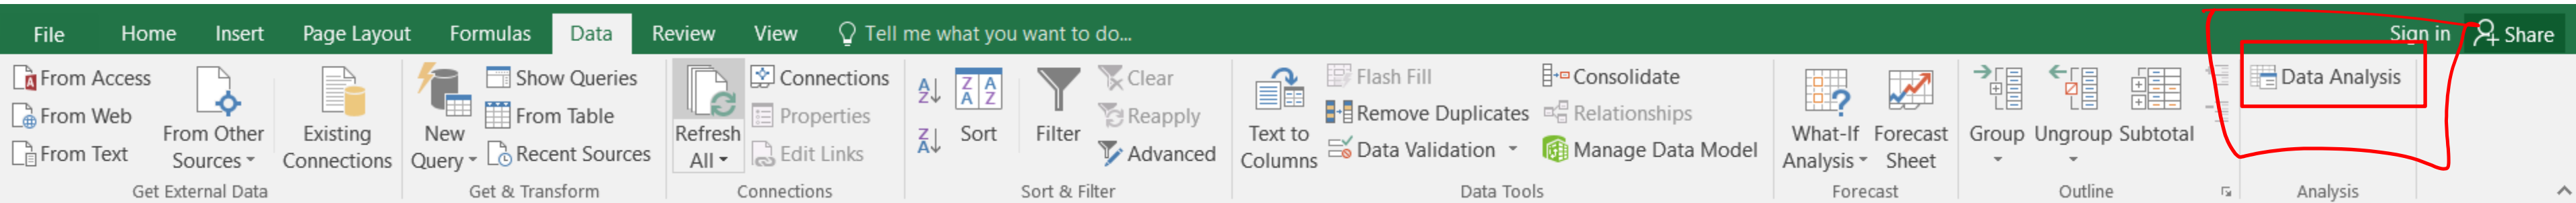 File Home Insert Page Layout Formulas Data Review View Tell me what you want to do... Sign in Share
From Access
From Web
From Text
From Other
Sources
Existing
Connections
Get External Data
New
Query
Show Queries
From Table
Recent Sources
Get & Transform
Refresh
All
Connections
Properties
Edit Links
Connections
A
Z
Z
A
Z A
A Z
Sort
Filter
Clear
Reapply
Advanced
Sort & Filter
Text to
Columns
Flash Fill
Remove Duplicates
Data Validation
Consolidate
Relationships
Manage Data Model
Data Tools
What-If
Analysis
Forecast
Sheet
Forecast
Group
Ungroup
Subtotal
Outline
Data Analysis
Analysis